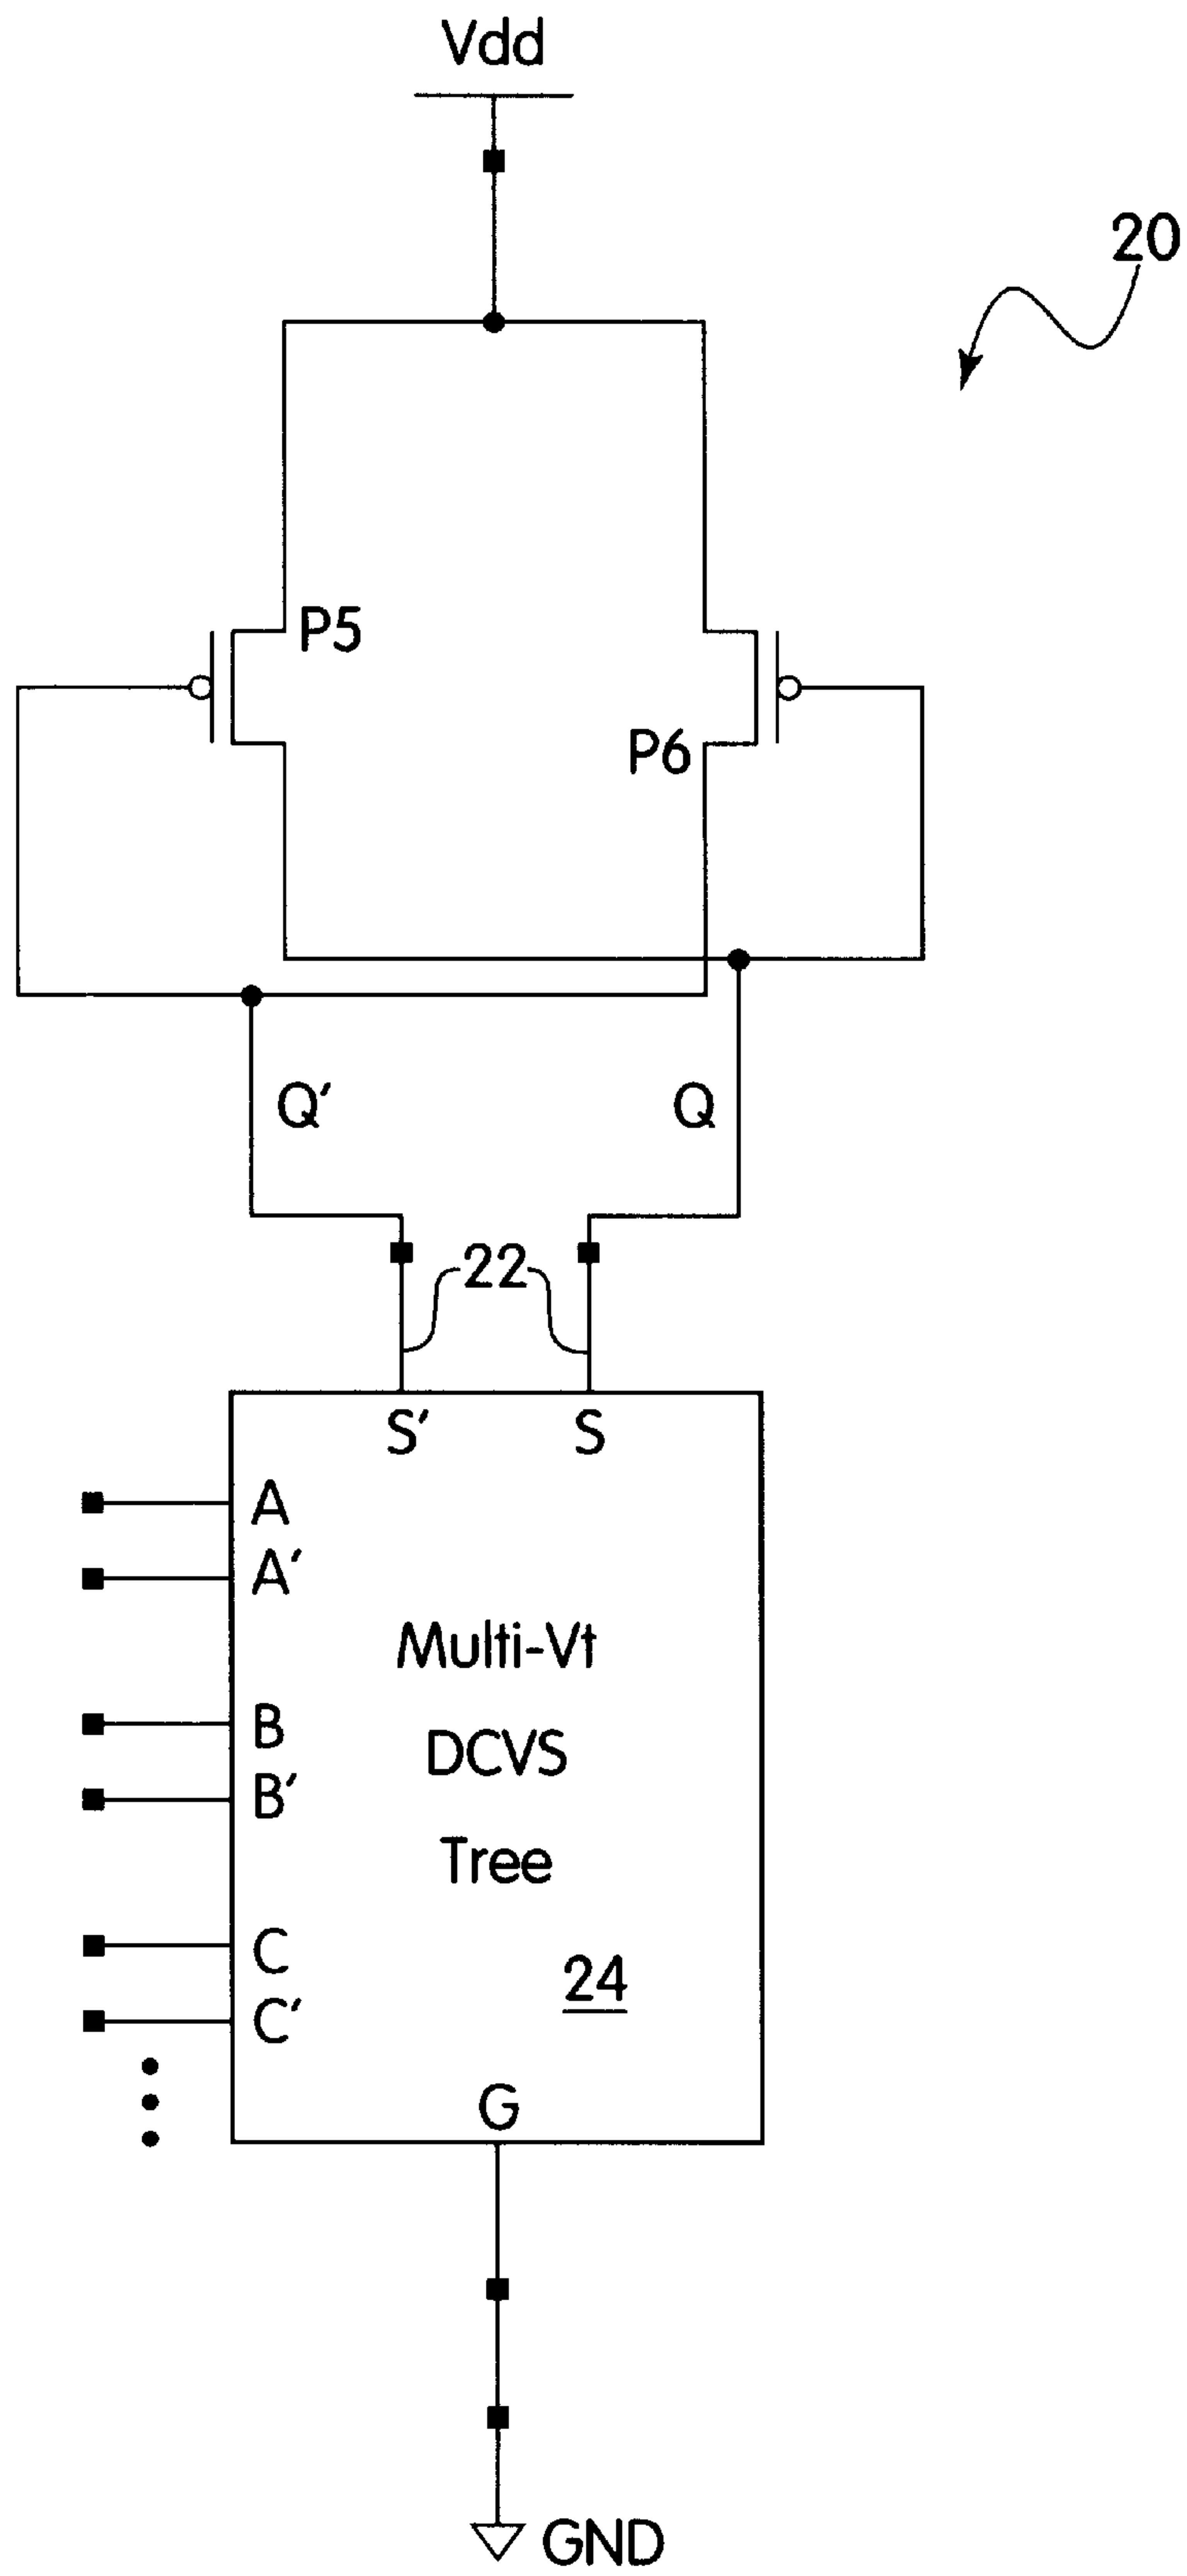 Vdd
20
P5
P6
Q′
Q
22
S′
S
A
A′
Multi-Vt
B
DCVS
B′
Tree
C
24
C′
G
GND